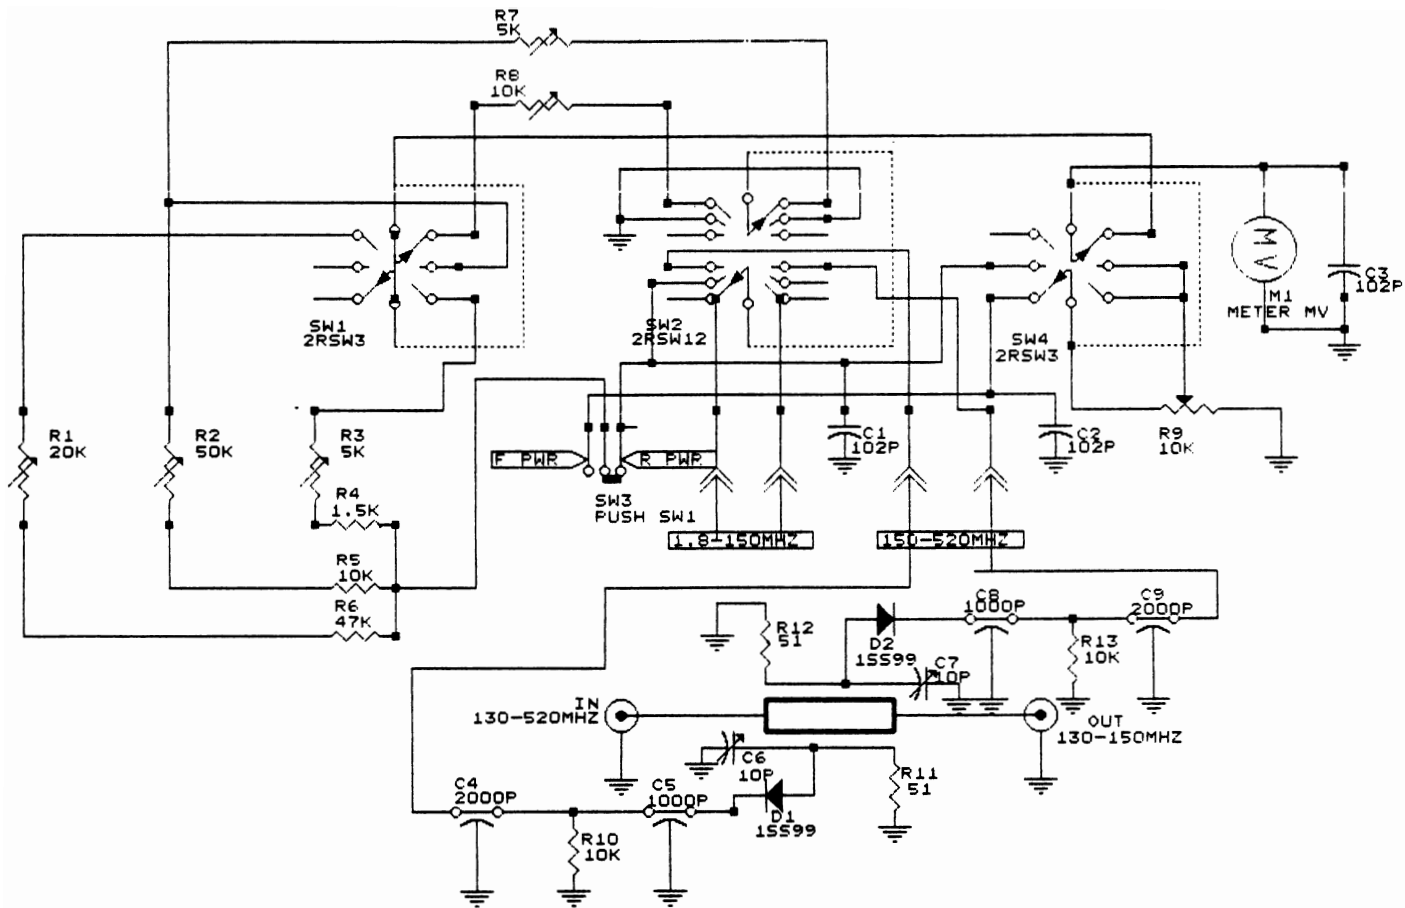 R7
5K
R8
10K
SW1
2RSW3
SW2
2RSW12
SW4
2RSW3
MV
M1
METER MV
C3
102P
R1
20K
R2
50K
R3
5K
R4
1.5K
R5
10K
R6
47K
F PWR
R PWR
SW3
PUSH SW1
C1
102P
C2
102P
R9
10K
1.8-150MHZ
150-520MHZ
R12
51
D2
1SS99
C8
1000P
C9
2000P
R13
10K
C7
10P
IN
130-520MHZ
OUT
130-150MHZ
C6
10P
R11
51
C4
2000P
C5
1000P
D1
1SS99
R10
10K